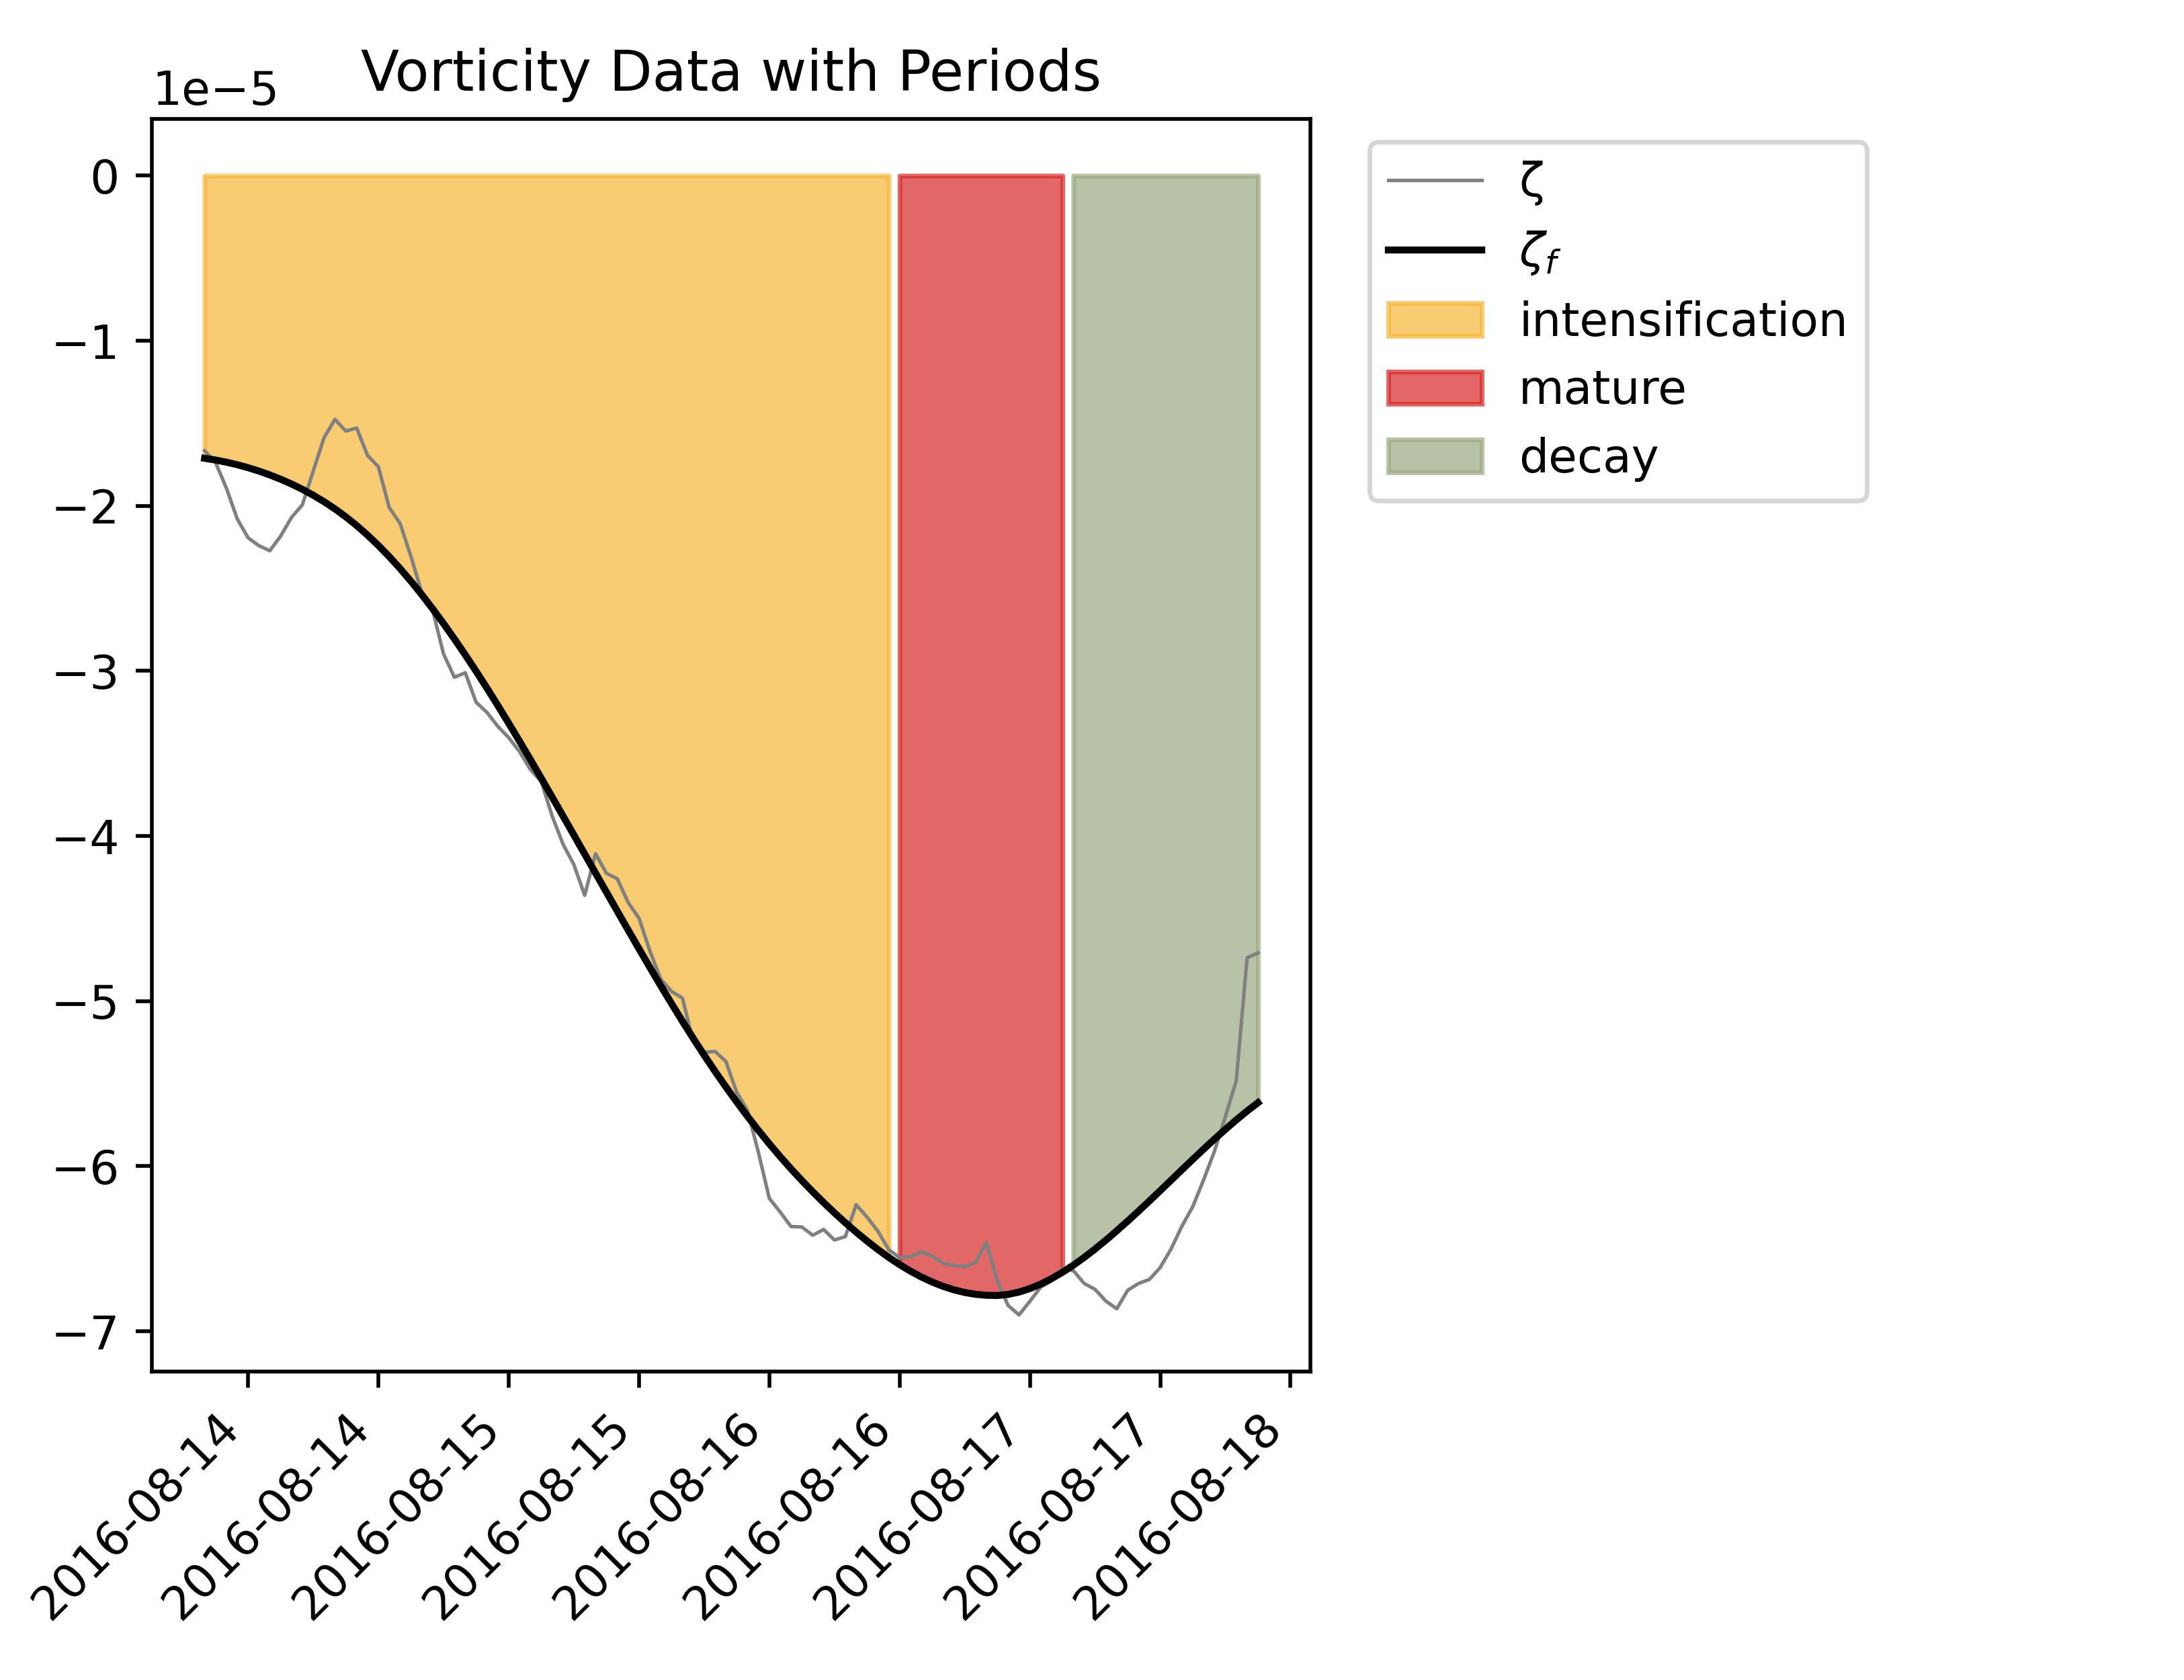 Vorticity Data with Periods
1e−5
0
−1
−2
−3
−4
−5
−6
−7
2016-08-14
2016-08-14
2016-08-15
2016-08-15
2016-08-16
2016-08-16
2016-08-17
2016-08-17
2016-08-18
ζ
ζf
intensification
mature
decay